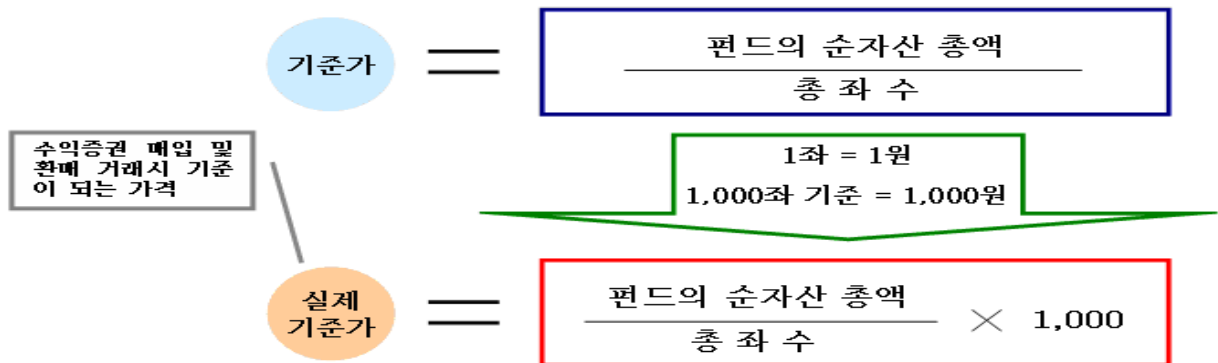 기준가
펀드의 순자산 총액
총 좌 수
수익증권 매입 및
환매 거래시 기준
이 되는 가격
1좌 = 1원
1,000좌 기준 = 1,000원
실제
기준가
펀드의 순자산 총액
총 좌 수
× 1,000